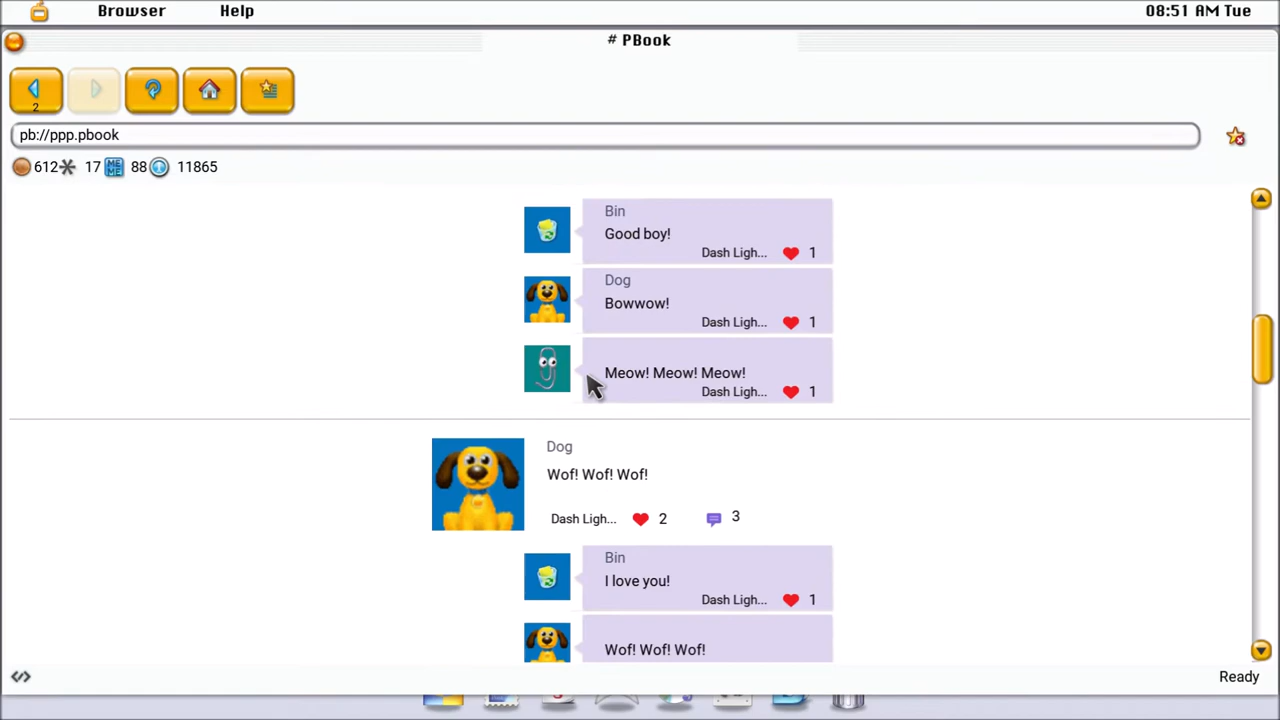 Browser Help 08:51 AM Tue
# PBook
2
pb://ppp.pbook
612 17 MEME 88 11865
Bin
Good boy!
Dash Ligh... 1
Dog
Bowwow!
Dash Ligh... 1
Meow! Meow! Meow!
Dash Ligh... 1
Dog
Wof! Wof! Wof!
Dash Ligh... 2 3
Bin
I love you!
Dash Ligh... 1
Wof! Wof! Wof!
Ready